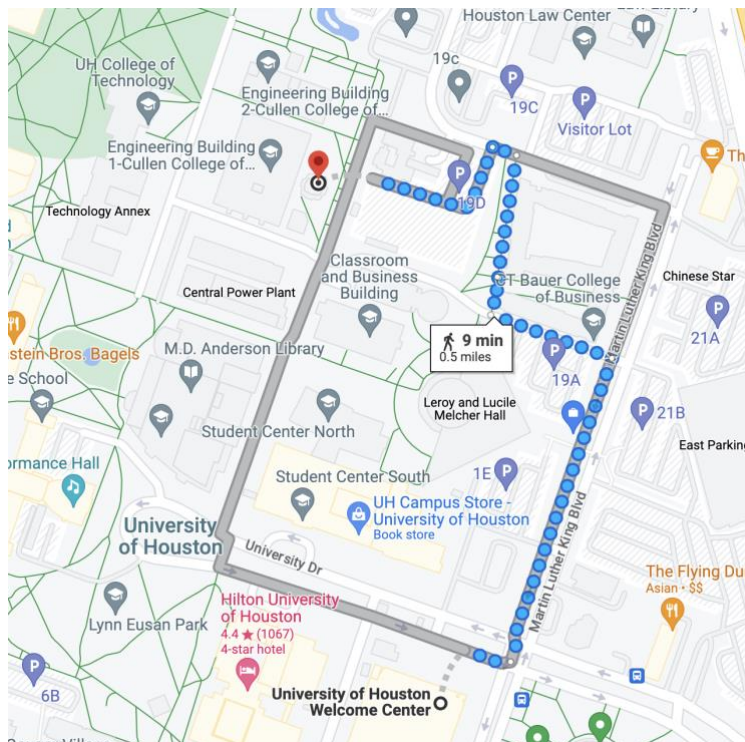 Houston Law Center
UH College of
Technology
19c
Engineering Building
2-Cullen College of...
P
19C
P
Visitor Lot
Engineering Building
1-Cullen College of...
P
19D
Technology Annex
Classroom
and Business
Building
CT Bauer College
of Business
Martin Luther King Blvd
Chinese Star
Central Power Plant
P
21A
9 min
0.5 miles
P
19A
M.D. Anderson Library
stein Bros. Bagels
e School
Leroy and Lucile
Melcher Hall
P
21B
Student Center North
East Parking
ormance Hall
1E
P
Student Center South
UH Campus Store -
University of Houston
Book store
University
of Houston
University Dr
Martin Luther King Blvd
The Flying Du
Asian • $$
Hilton University
of Houston
4.4 ★ (1067)
4-star hotel
Lynn Eusan Park
P
6B
University of Houston
Welcome Center